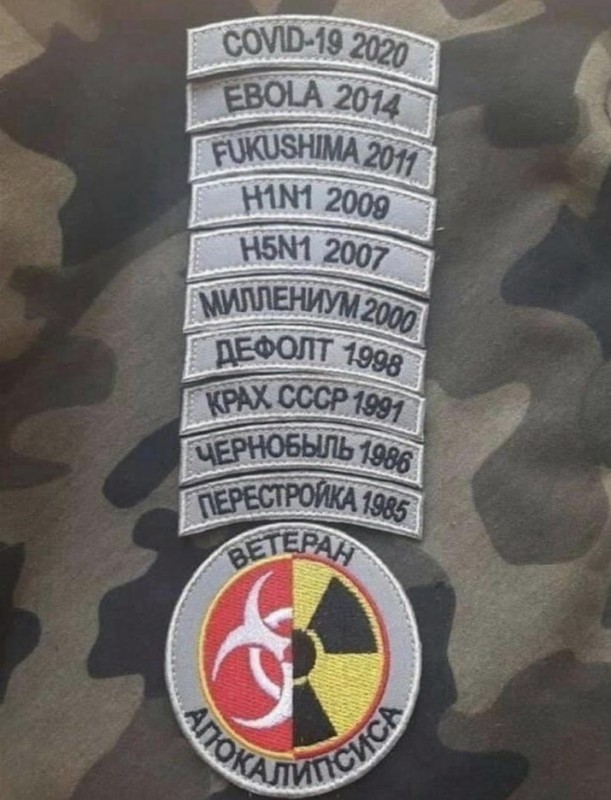 COVID-19 2020
EBOLA 2014
FUKUSHIMA 2011
H1N1 2009
H5N1 2007
МИЛЛЕНИУМ 2000
ДЕФОЛТ 1998
КРАХ СССР 1991
ЧЕРНОБЫЛЬ 1986
ПЕРЕСТРОЙКА 1985
ВЕТЕРАН
АПОКАЛИПСИСА